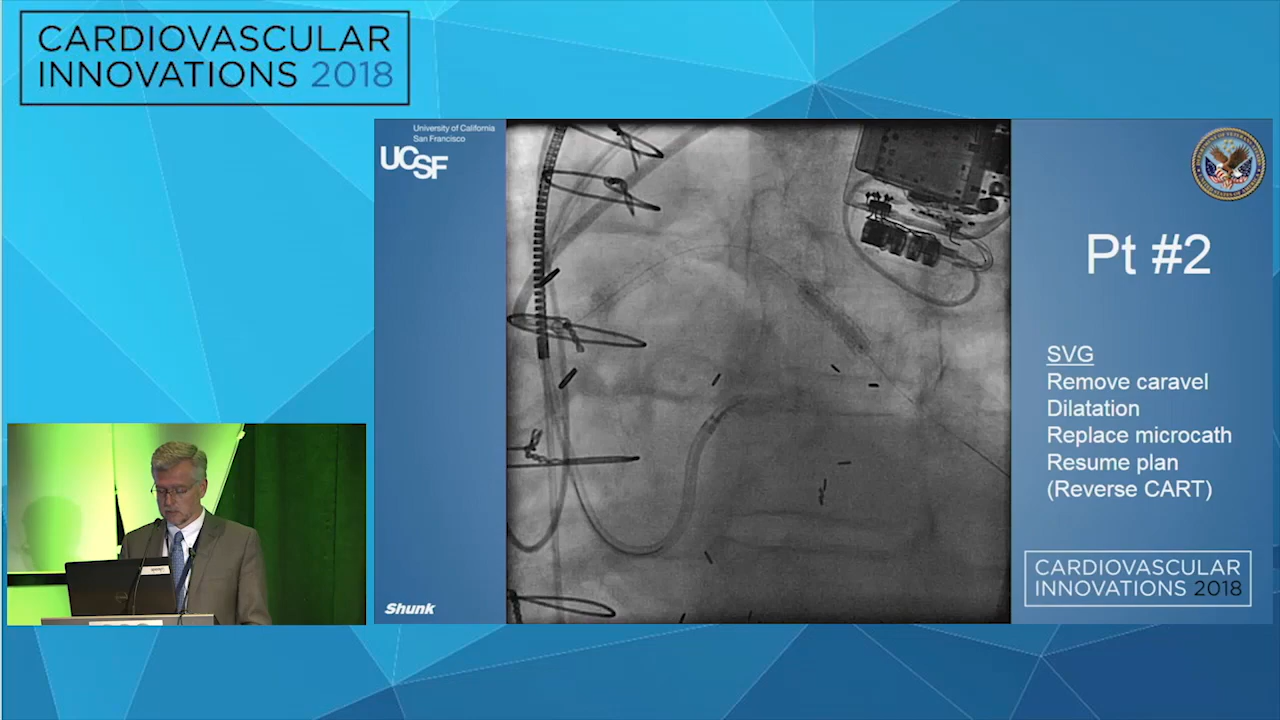 CARDIOVASCULAR
INNOVATIONS 2018
University of California
San Francisco
UCSF
Pt #2
SVG
Remove caravel
Dilatation
Replace microcath
Resume plan
(Reverse CART)
CARDIOVASCULAR
INNOVATIONS 2018
Shunk